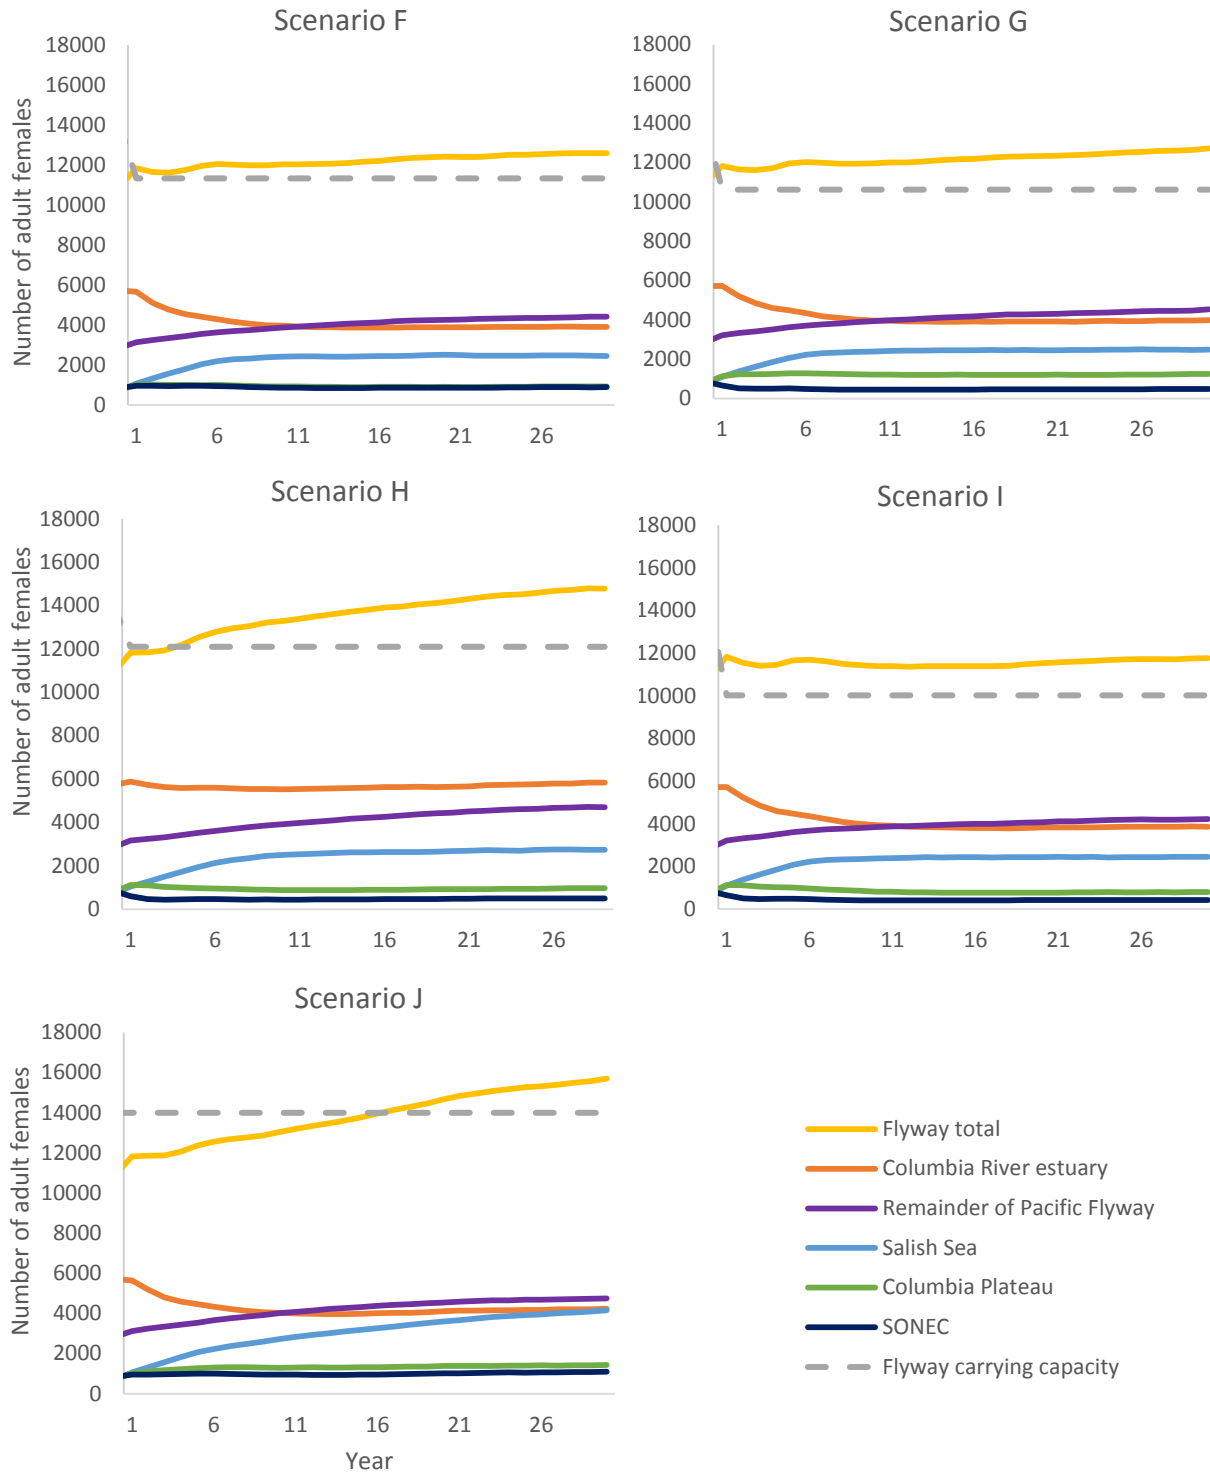 Scenario F
Number of adult females
18000
16000
14000
12000
10000
8000
6000
4000
2000
0
1 6 11 16 21 26
Scenario G
18000
16000
14000
12000
10000
8000
6000
4000
2000
0
1 6 11 16 21 26
Scenario H
Number of adult females
18000
16000
14000
12000
10000
8000
6000
4000
2000
0
1 6 11 16 21 26
Scenario I
18000
16000
14000
12000
10000
8000
6000
4000
2000
0
1 6 11 16 21 26
Scenario J
Number of adult females
18000
16000
14000
12000
10000
8000
6000
4000
2000
0
1 6 11 16 21 26
Year
Flyway total
Columbia River estuary
Remainder of Pacific Flyway
Salish Sea
Columbia Plateau
SONEC
Flyway carrying capacity